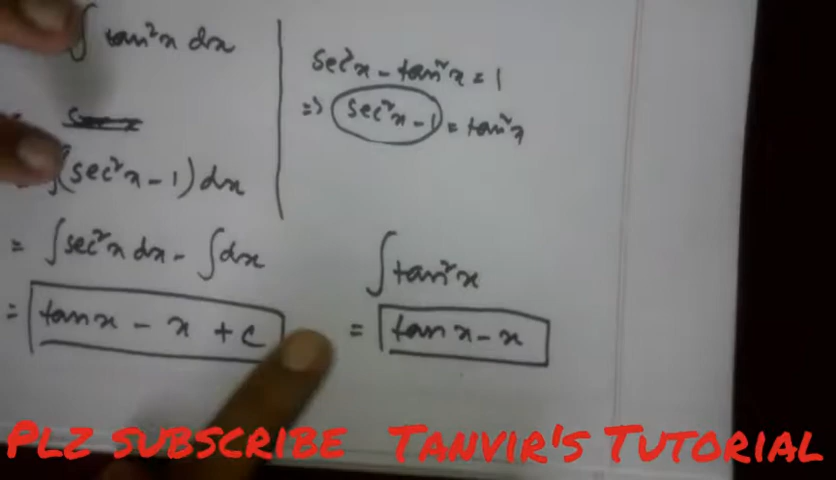 ∫ tan²x dx
∫(sec²x - 1) dx
= ∫sec²x dx - ∫dx
= tanx - x + c
sec²x - tan²x = 1
⇒ sec²x - 1 = tan²x
∫tan²x
= tanx - x
Plz subscribe Tanvir's Tutorial